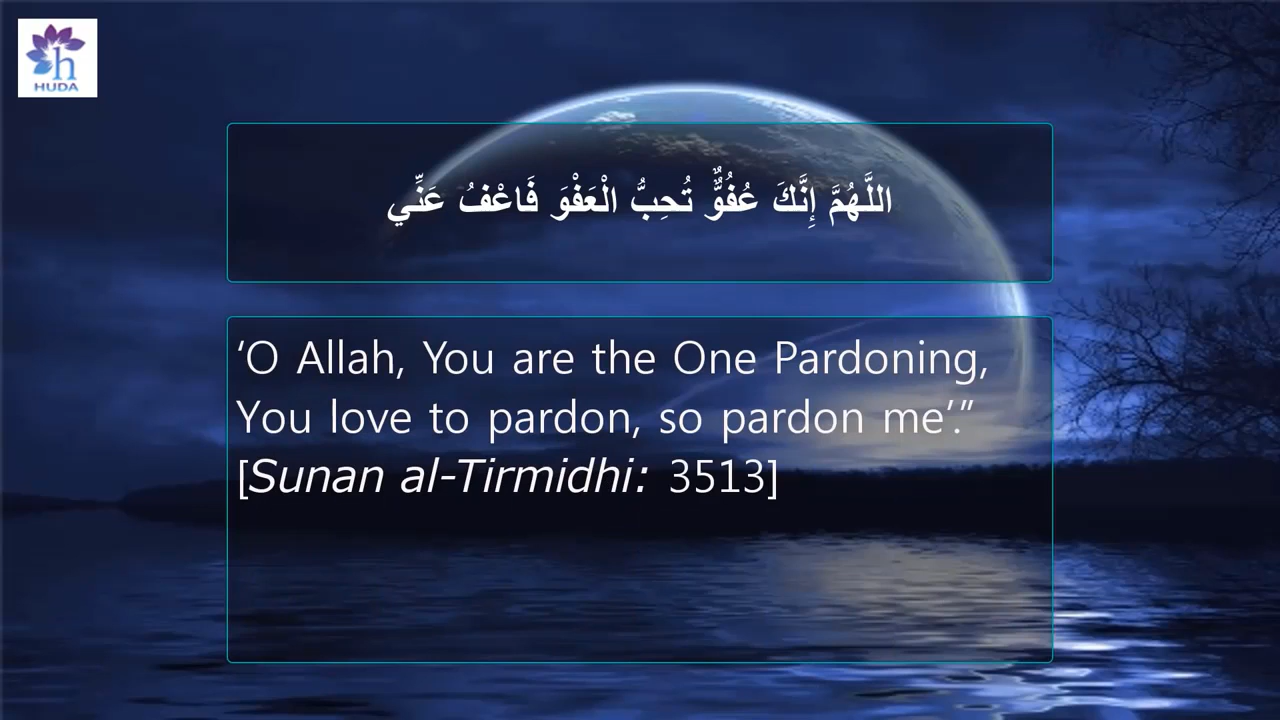 h
HUDA
اللَّهُمَّ إِنَّكَ عُفُوٌّ تُحِبُّ الْعَفْوَ فَاعْفُ عَنِّي
‘O Allah, You are the One Pardoning,
You love to pardon, so pardon me’.”
[Sunan al-Tirmidhi: 3513]